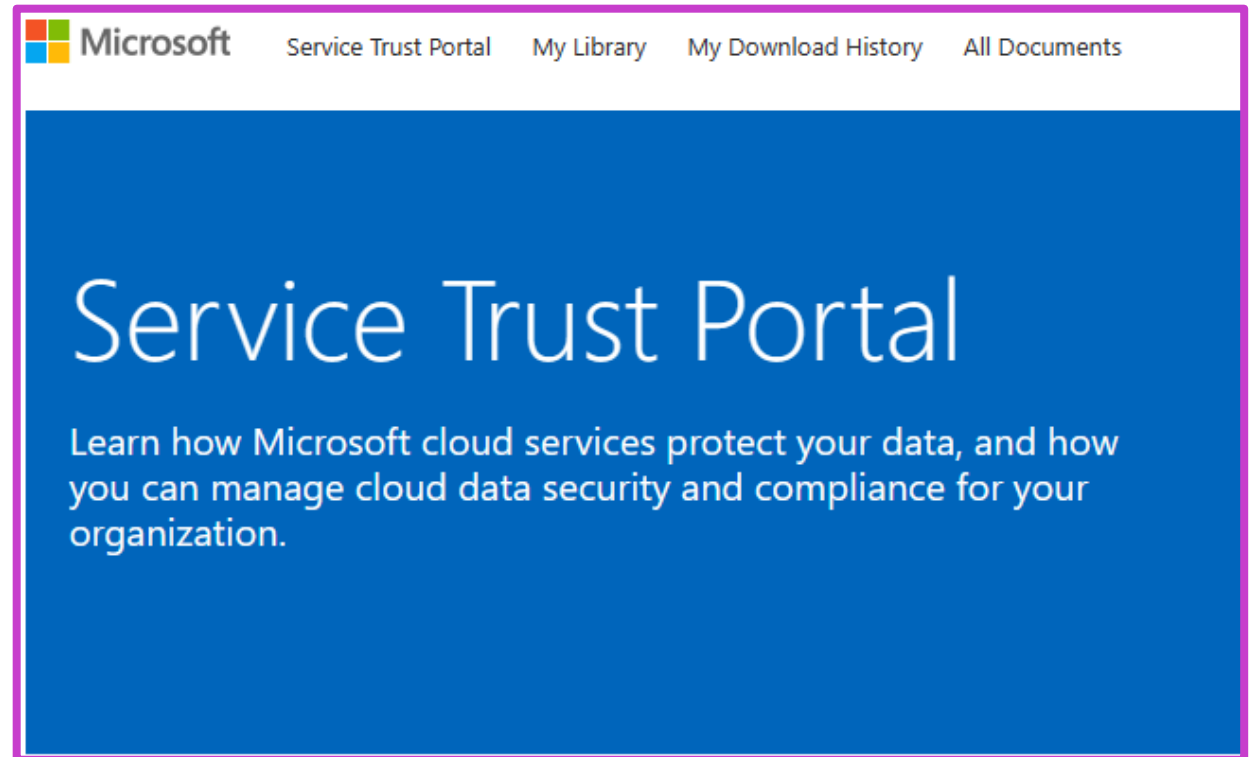 Microsoft Service Trust Portal My Library My Download History All Documents
Service Trust Portal
Learn how Microsoft cloud services protect your data, and how
you can manage cloud data security and compliance for your
organization.